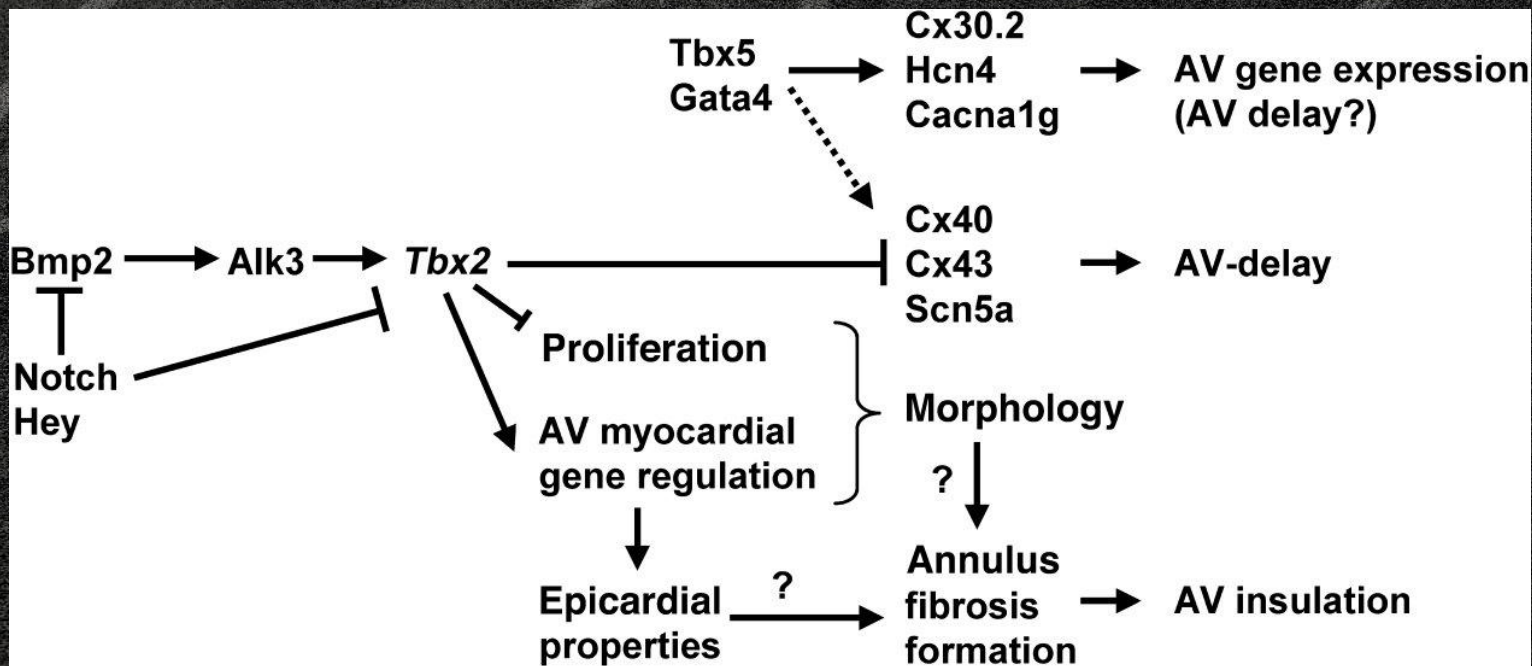 Tbx5
Gata4
Cx30.2
Hcn4
Cacna1g
AV gene expression
(AV delay?)
Bmp2
Alk3
Tbx2
Cx40
Cx43
Scn5a
AV-delay
Notch
Hey
Proliferation
AV myocardial
gene regulation
Morphology
?
Epicardial
properties
?
Annulus
fibrosis
formation
AV insulation